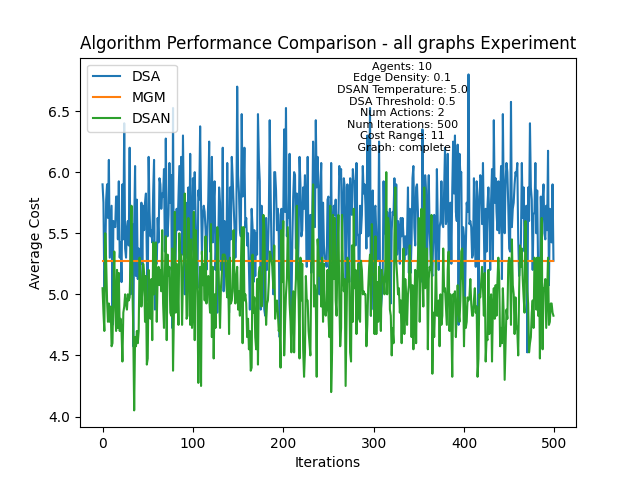 Algorithm Performance Comparison - all graphs Experiment
DSA
MGM
DSAN
Agents: 10
Edge Density: 0.1
DSAN Temperature: 5.0
DSA Threshold: 0.5
Num Actions: 2
Num Iterations: 500
Cost Range: 11
Graph: complete
Average Cost
6.5
6.0
5.5
5.0
4.5
4.0
0 100 200 300 400 500
Iterations